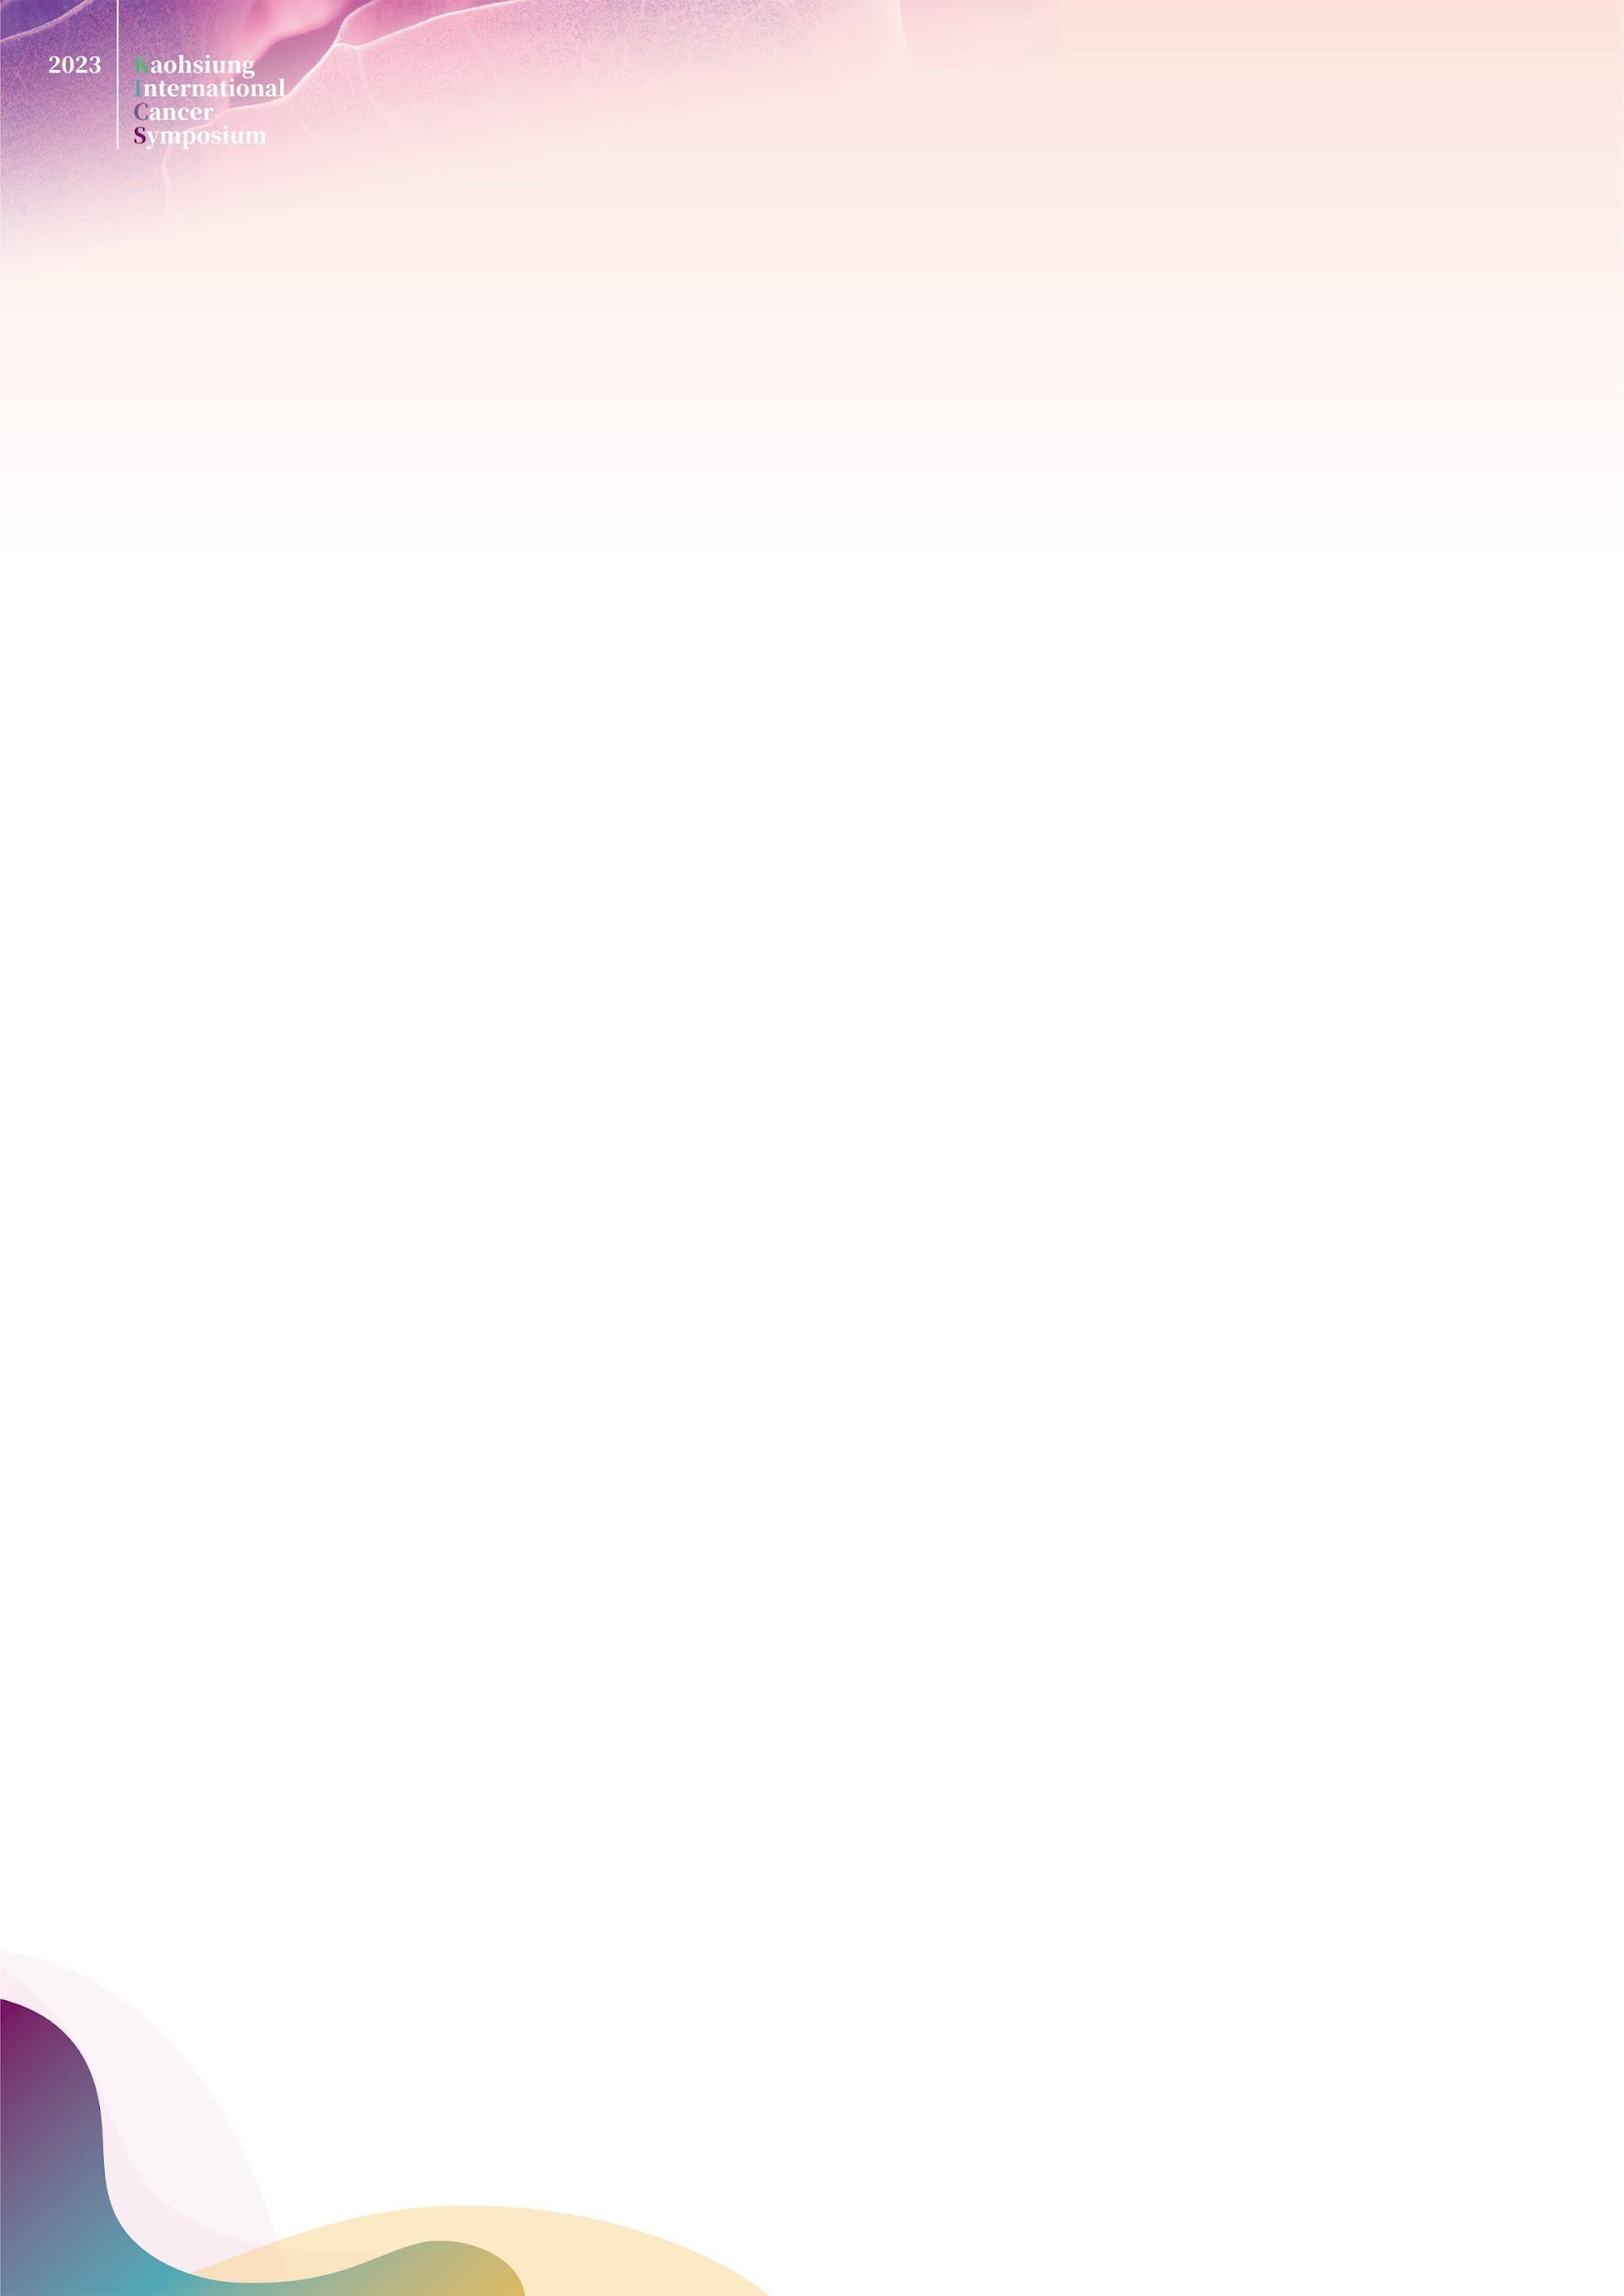 2023
Kaohsiung
International
Cancer
Symposium